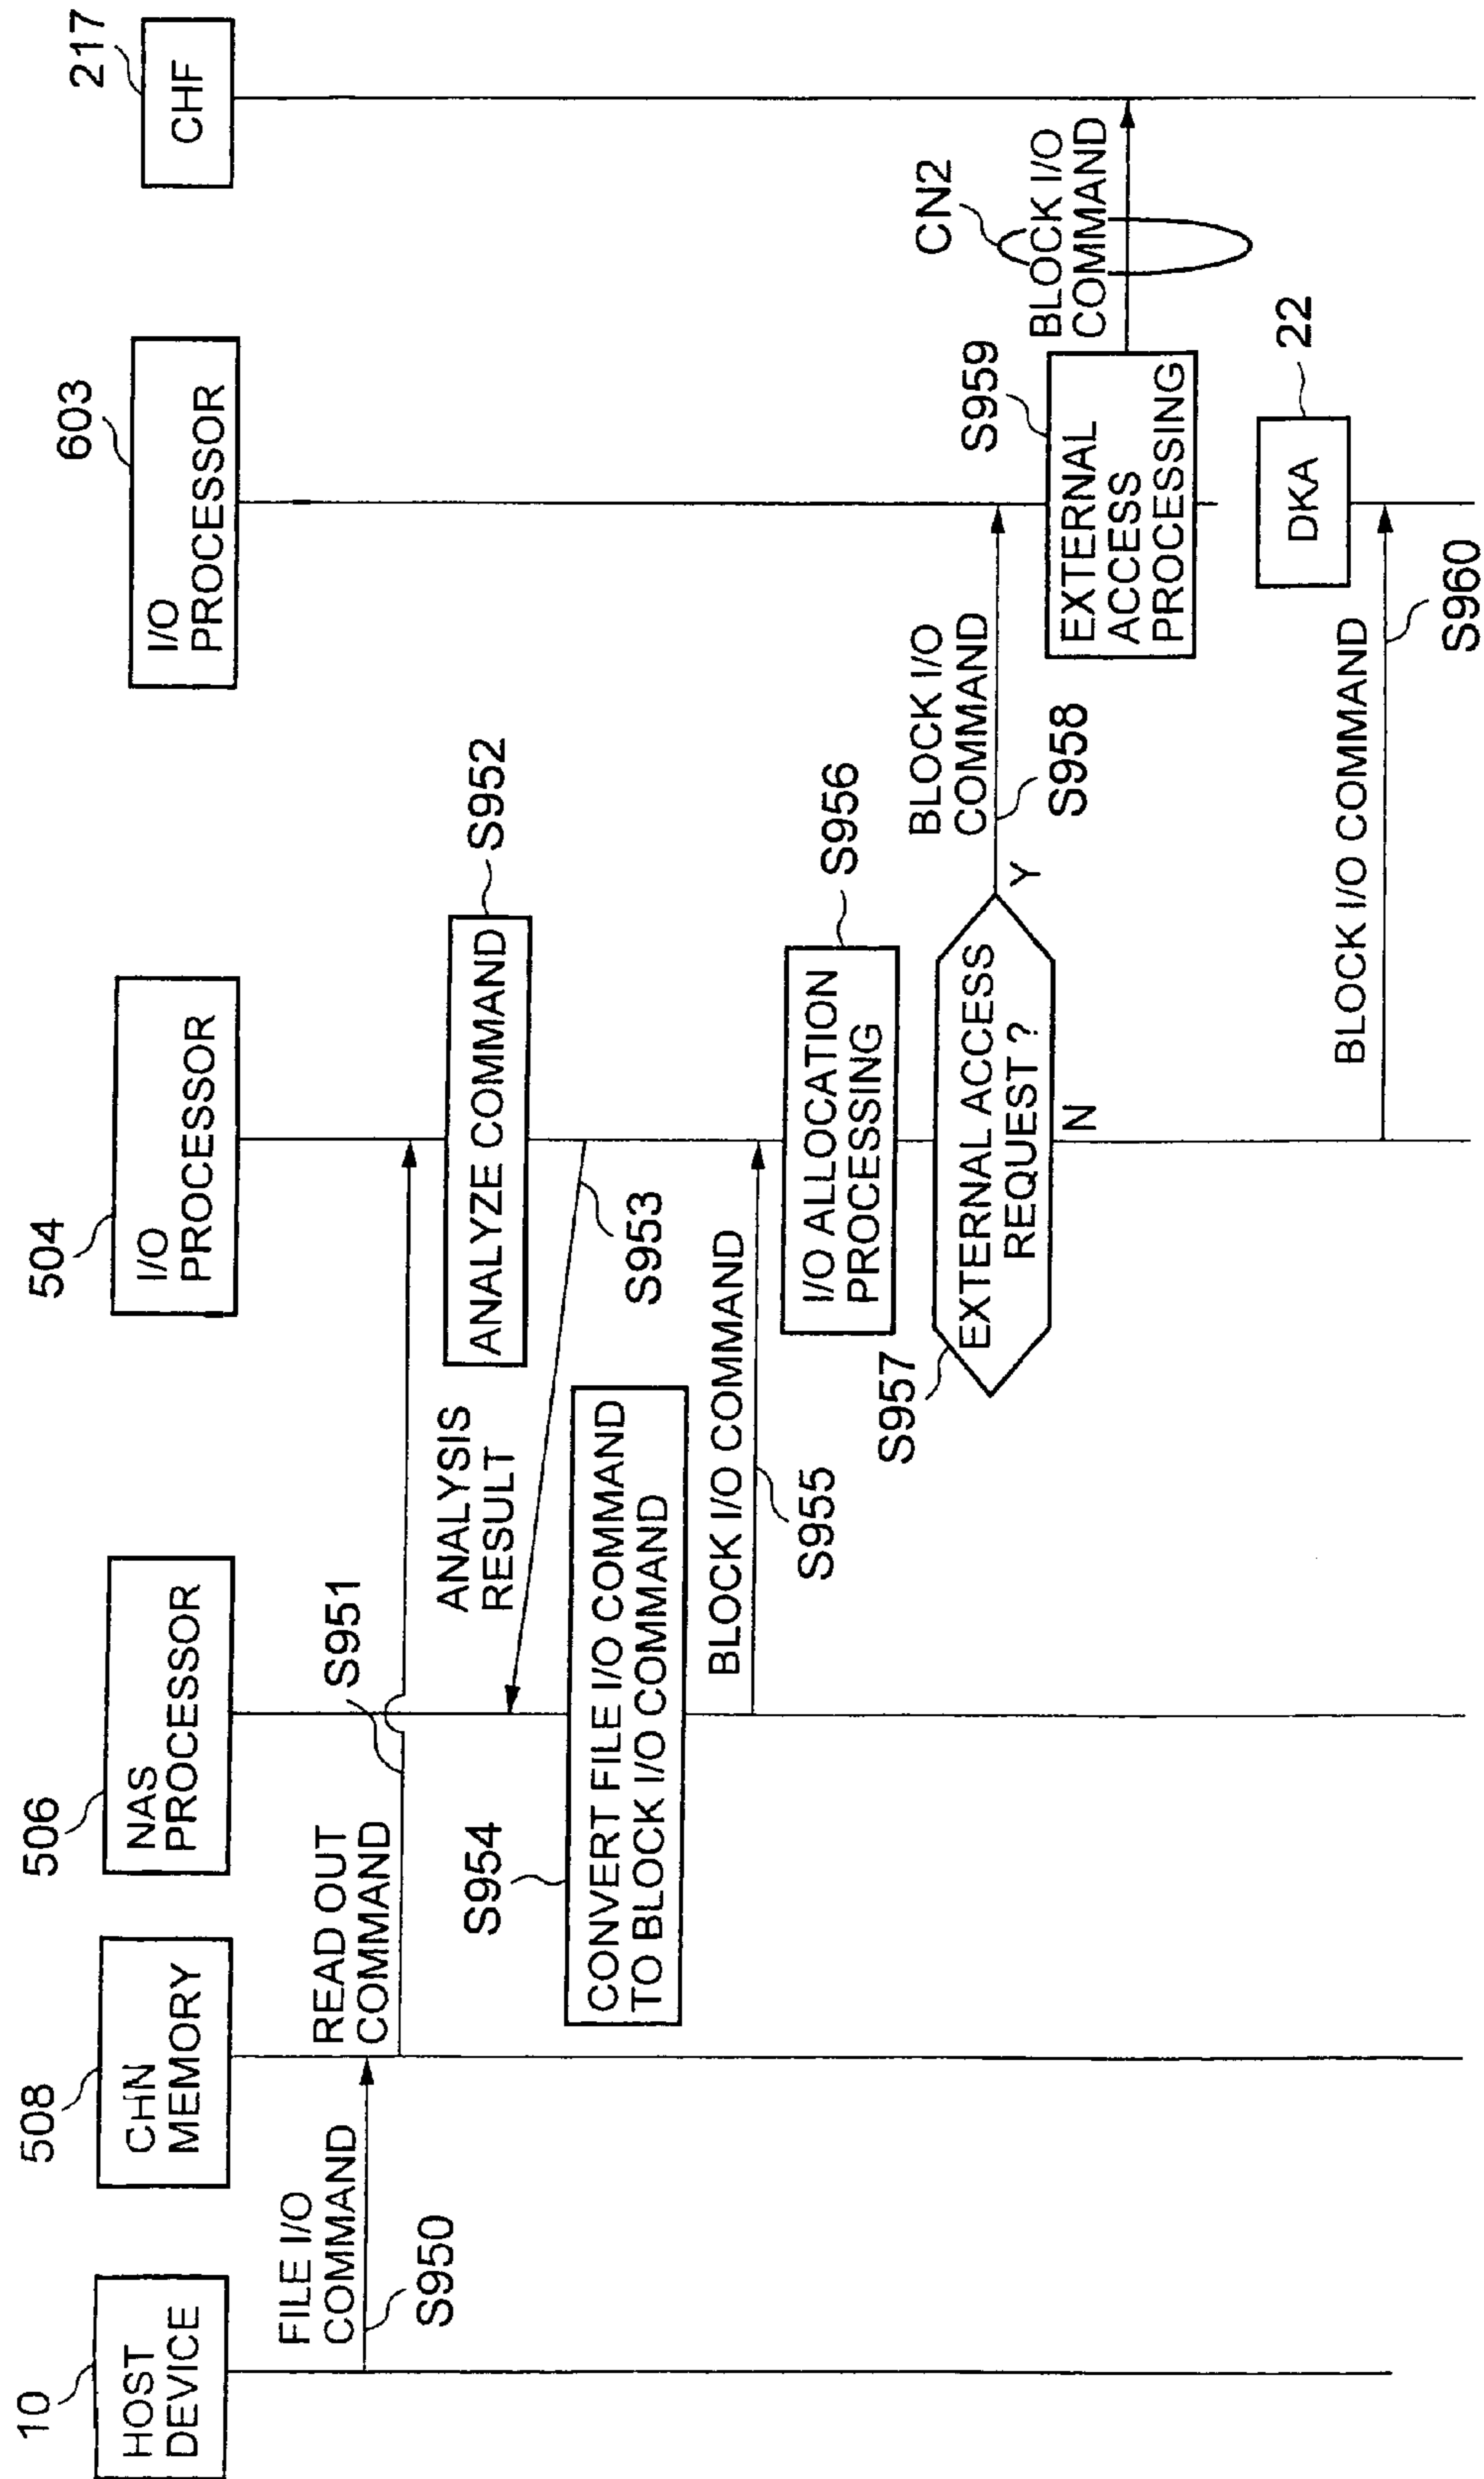 10
HOST
DEVICE
508
CHN
MEMORY
506
NAS
PROCESSOR
504
I/O
PROCESSOR
603
I/O
PROCESSOR
217
CHF
FILE I/O
COMMAND
S950
READ OUT
COMMAND
S951
ANALYZE COMMAND
S952
ANALYSIS
RESULT
S953
S954
CONVERT FILE I/O COMMAND
TO BLOCK I/O COMMAND
BLOCK I/O COMMAND
S955
I/O ALLOCATION
PROCESSING
S956
S957
EXTERNAL ACCESS
REQUEST ?
Y
N
BLOCK I/O
COMMAND
S958
S959
EXTERNAL
ACCESS
PROCESSING
CN2
BLOCK I/O
COMMAND
DKA
22
BLOCK I/O COMMAND
S960